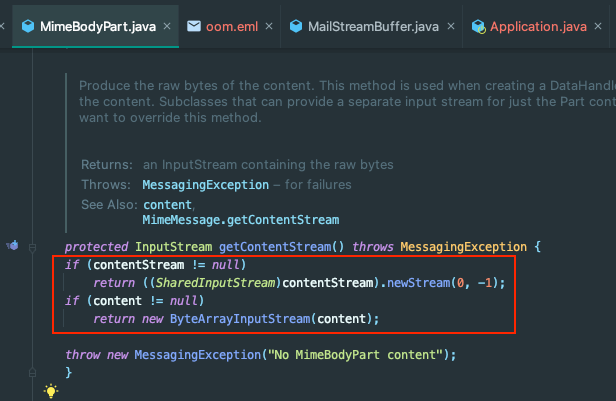 MimeBodyPart.java × oom.eml × MailStreamBuffer.java × Application.java ×
Produce the raw bytes of the content. This method is used when creating a DataHandle
the content. Subclasses that can provide a separate input stream for just the Part cont
want to override this method.
Returns: an InputStream containing the raw bytes
Throws: MessagingException – for failures
See Also: content,
MimeMessage.getContentStream
protected InputStream getContentStream() throws MessagingException {
if (contentStream != null)
return ((SharedInputStream)contentStream).newStream(0, -1);
if (content != null)
return new ByteArrayInputStream(content);
throw new MessagingException("No MimeBodyPart content");
}